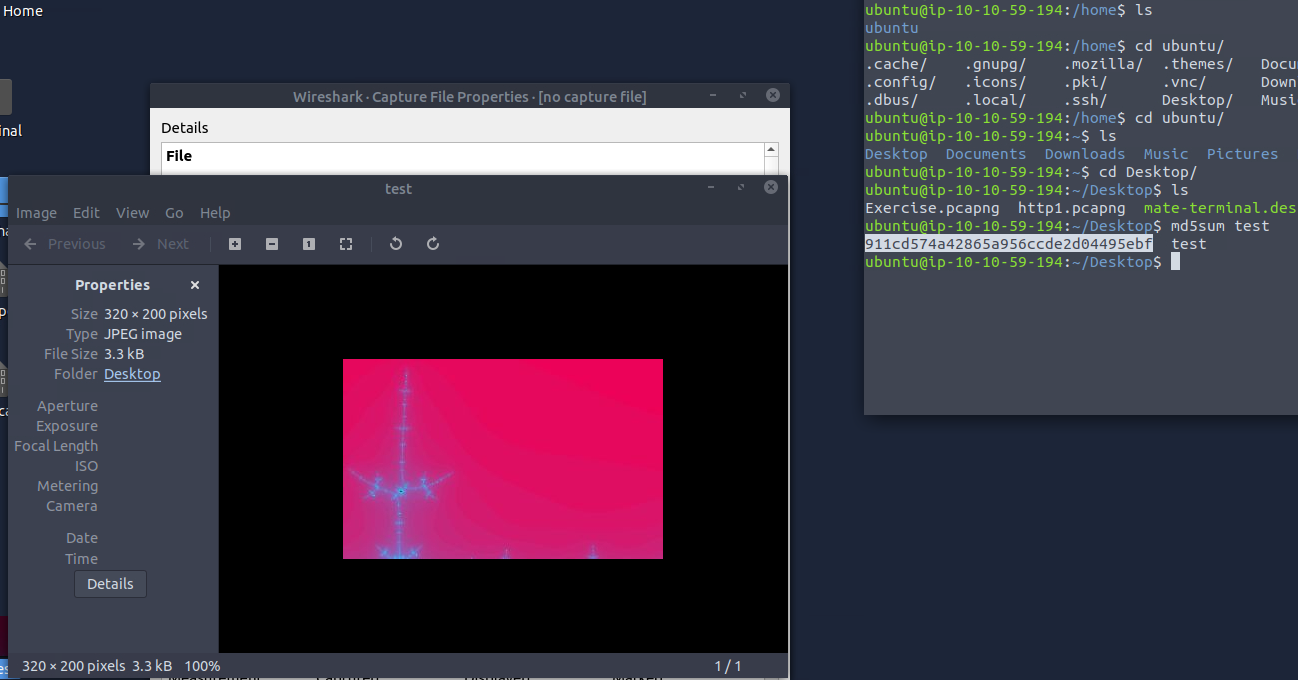 Home
Wireshark · Capture File Properties · [no capture file]
Details
File
test
Image Edit View Go Help
Previous Next
Properties
Size 320 × 200 pixels
Type JPEG image
File Size 3.3 kB
Folder Desktop
Aperture
Exposure
Focal Length
ISO
Metering
Camera
Date
Time
Details
320 × 200 pixels 3.3 kB 100%
1 / 1
ubuntu@ip-10-10-59-194:/home$ ls
ubuntu
ubuntu@ip-10-10-59-194:/home$ cd ubuntu/
.cache/ .gnupg/ .mozilla/ .themes/ Docu
.config/ .icons/ .pki/ .vnc/ Down
.dbus/ .local/ .ssh/ Desktop/ Musi
ubuntu@ip-10-10-59-194:/home$ cd ubuntu/
ubuntu@ip-10-10-59-194:~$ ls
Desktop Documents Downloads Music Pictures
ubuntu@ip-10-10-59-194:~$ cd Desktop/
ubuntu@ip-10-10-59-194:~/Desktop$ ls
Exercise.pcapng http1.pcapng mate-terminal.des
ubuntu@ip-10-10-59-194:~/Desktop$ md5sum test
911cd574a42865a956ccde2d04495ebf test
ubuntu@ip-10-10-59-194:~/Desktop$